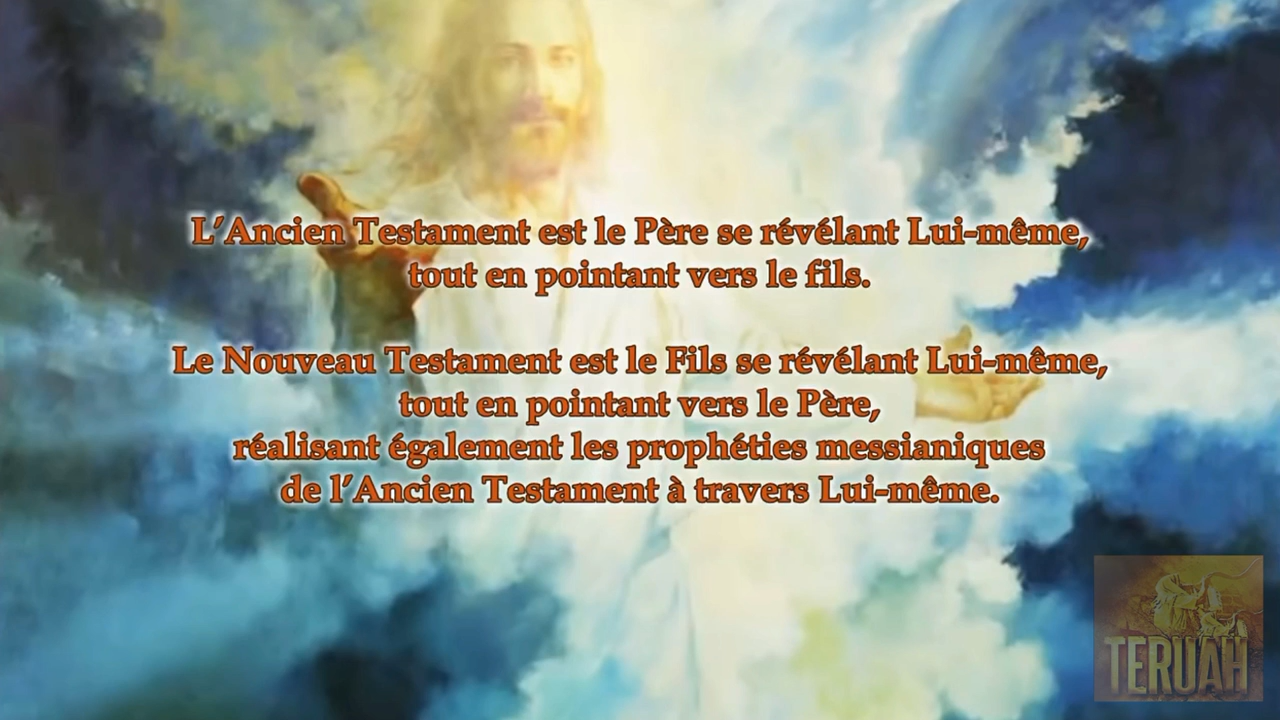 L’Ancien Testament est le Père se révélant Lui-même,
tout en pointant vers le fils.
Le Nouveau Testament est le Fils se révélant Lui-même,
tout en pointant vers le Père,
réalisant également les prophéties messianiques
de l’Ancien Testament à travers Lui-même.
TERUAH